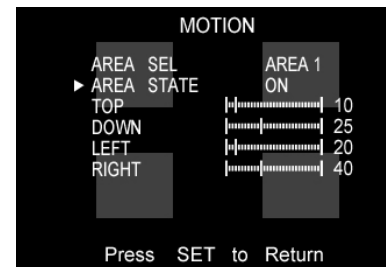 MOTION
AREA SEL AREA 1
▶ AREA STATE ON
TOP 10
DOWN 25
LEFT 20
RIGHT 40
Press SET to Return